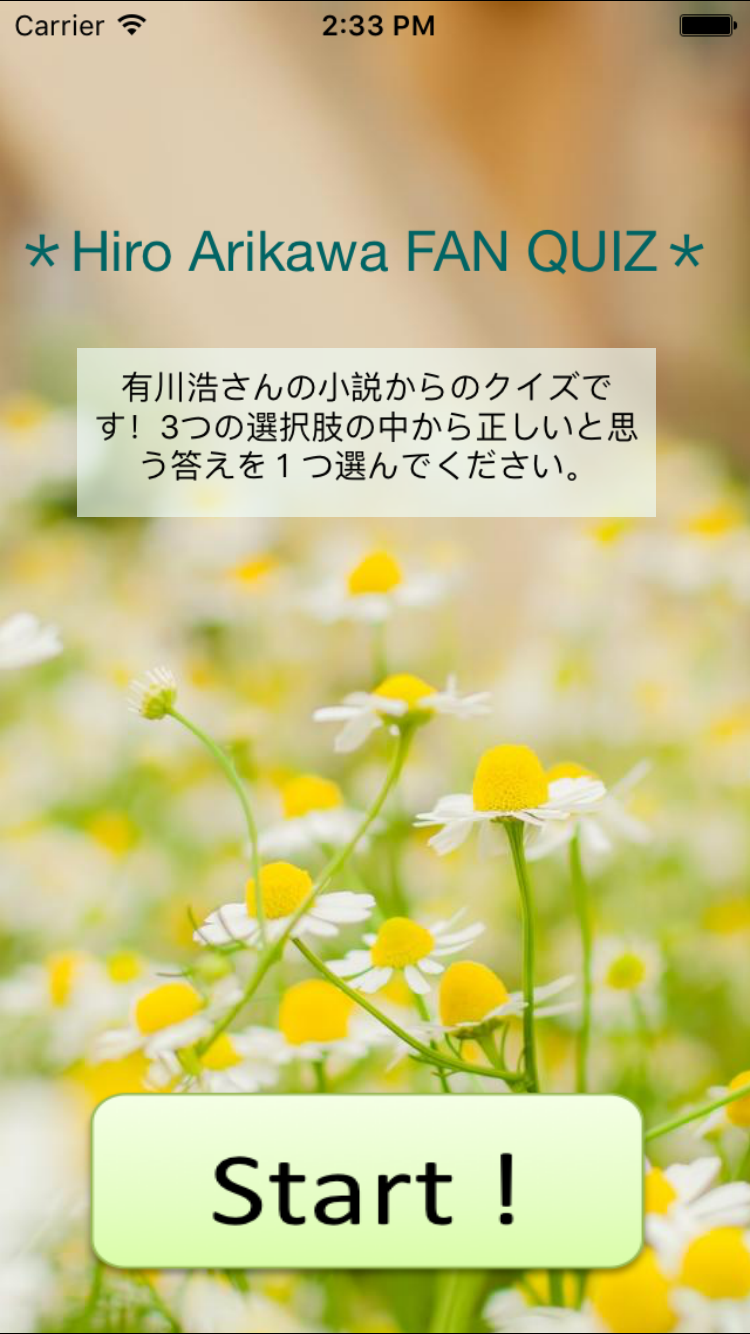 Carrier 2:33 PM
＊Hiro Arikawa FAN QUIZ＊
有川浩さんの小説からのクイズで
す！3つの選択肢の中から正しいと思
う答えを１つ選んでください。
Start！